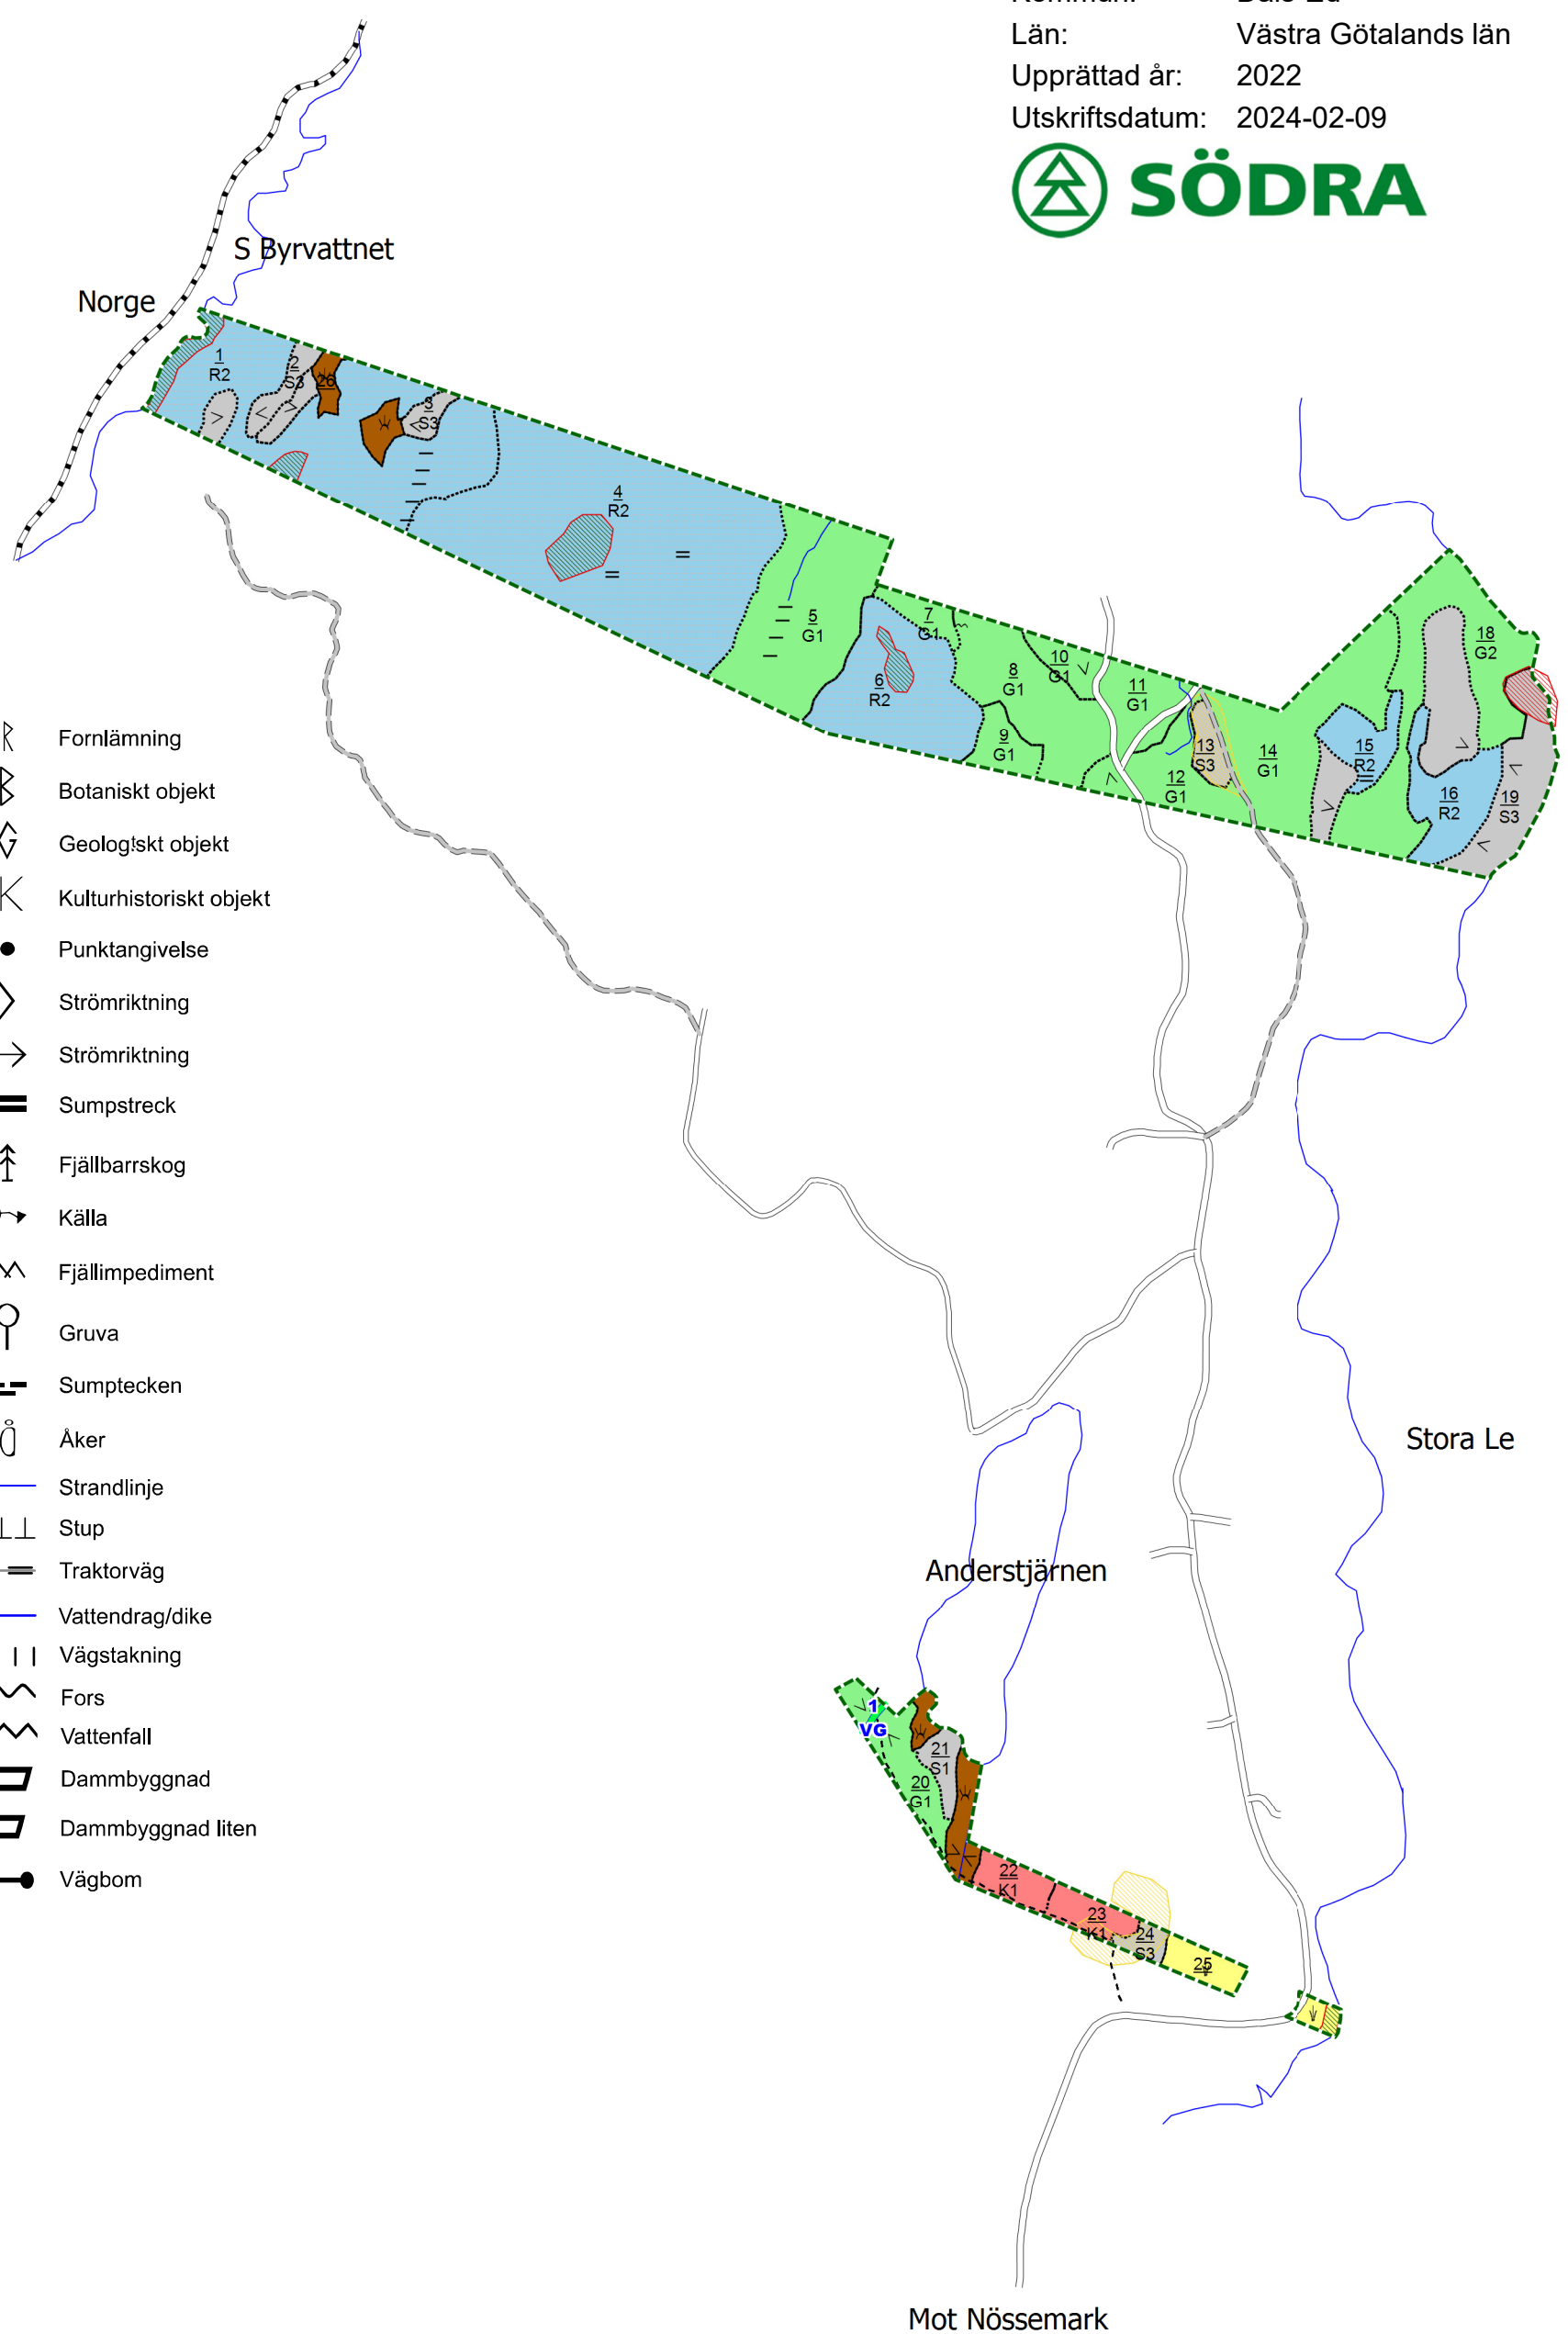 Län: Västra Götalands län
Upprättad år: 2022
Utskriftsdatum: 2024-02-09
SÖDRA
S Byrvattnet
Norge
1
R2
2
S3
26
3
S3
4
R2
5
G1
6
R2
7
G1
8
G1
9
G1
10
G1
11
G1
12
G1
13
S3
14
G1
15
R2
16
R2
18
G2
19
S3
Fornlämning
Botaniskt objekt
Geologiskt objekt
Kulturhistoriskt objekt
Punktangivelse
Strömriktning
Strömriktning
Sumpstreck
Fjällbarrskog
Källa
Fjällimpediment
Gruva
Sumptecken
Åker
Strandlinje
Stup
Traktorväg
Vattendrag/dike
Vägstakning
Fors
Vattenfall
Dammbyggnad
Dammbyggnad liten
Vägbom
Stora Le
Anderstjärnen
1
VG
20
G1
21
S1
22
K1
23
K1
24
S3
25
Mot Nössemark